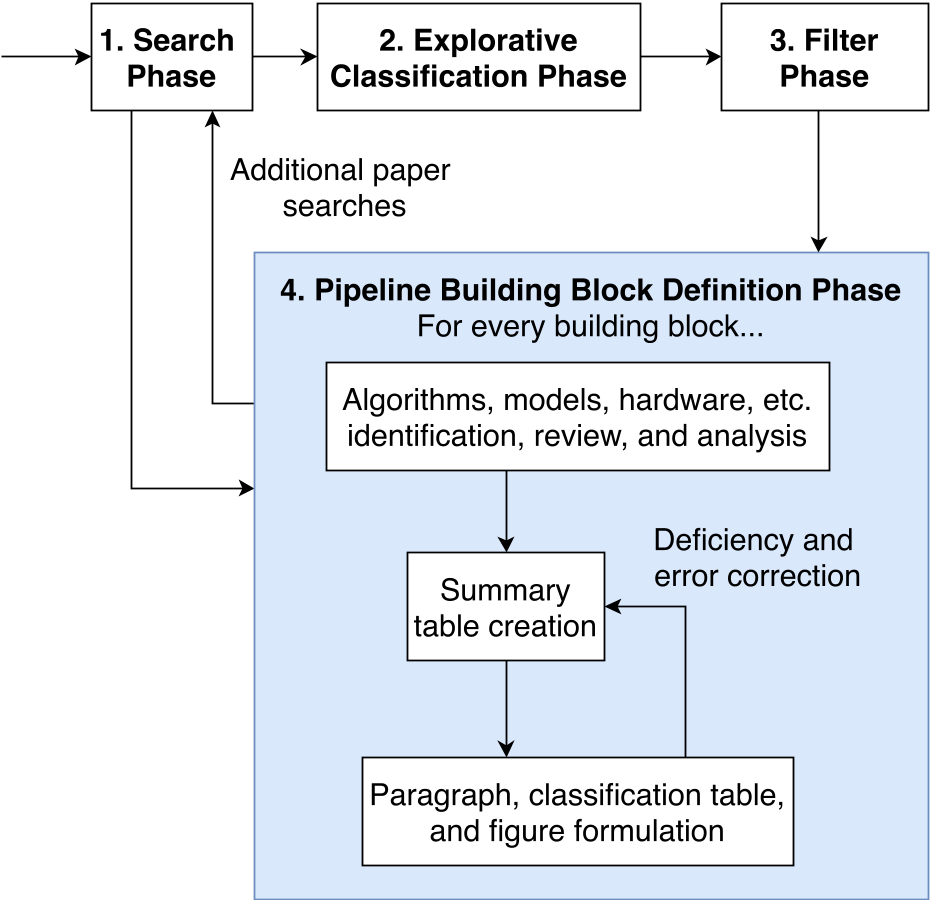 1. Search
Phase
2. Explorative
Classification Phase
3. Filter
Phase
Additional paper
searches
4. Pipeline Building Block Definition Phase
For every building block...
Algorithms, models, hardware, etc.
identification, review, and analysis
Deficiency and
error correction
Summary
table creation
Paragraph, classification table,
and figure formulation